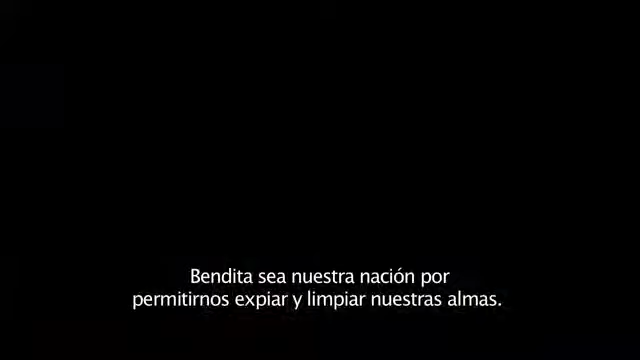 Bendita sea nuestra nación por
permitirnos expiar y limpiar nuestras almas.